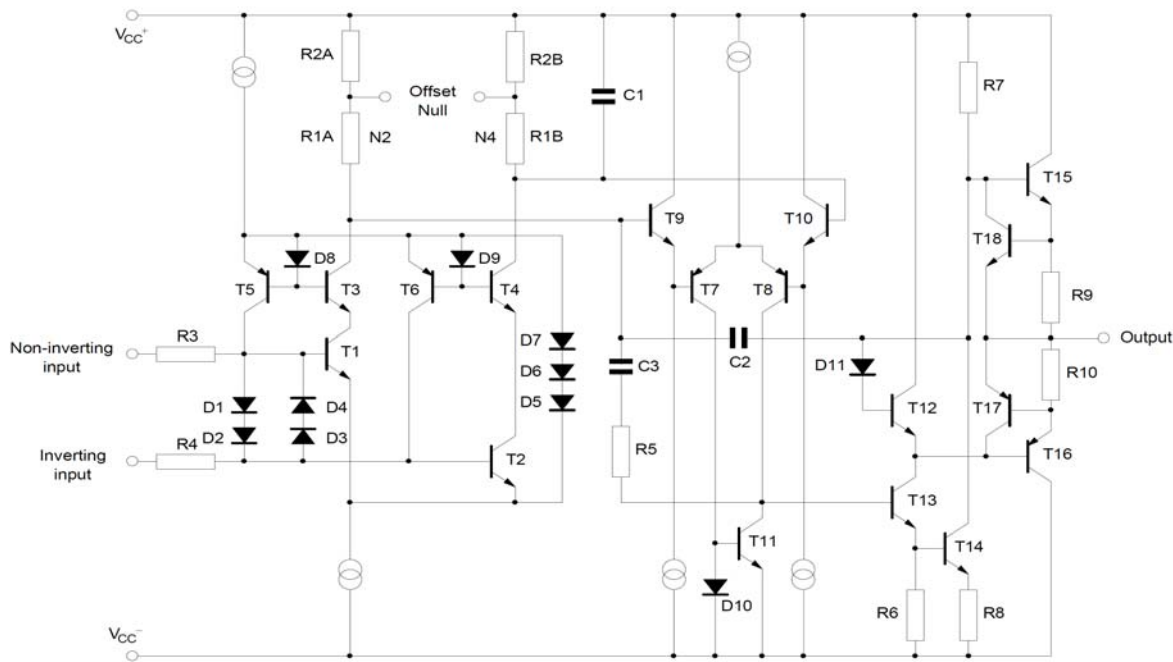 VCC+
R2A
R2B
C1
R7
Offset
Null
R1A
N2
N4
R1B
T15
T9
T10
T18
D8
D9
T5
T3
T6
T4
T7
T8
R9
R3
Non-inverting
input
T1
D7
C3
C2
D11
Output
D6
R10
D1
D4
D5
T12
T17
D2
D3
R5
R4
Inverting
input
T2
T16
T13
T11
T14
D10
R6
R8
VCC-